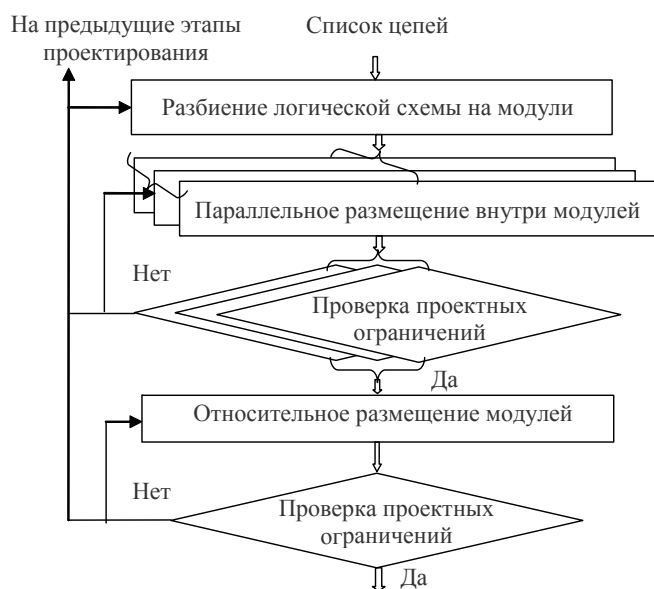 На предыдущие этапы
проектирования
Список цепей
Разбиение логической схемы на модули
Параллельное размещение внутри модулей
Нет
Проверка проектных
ограничений
Да
Относительное размещение модулей
Нет
Проверка проектных
ограничений
Да